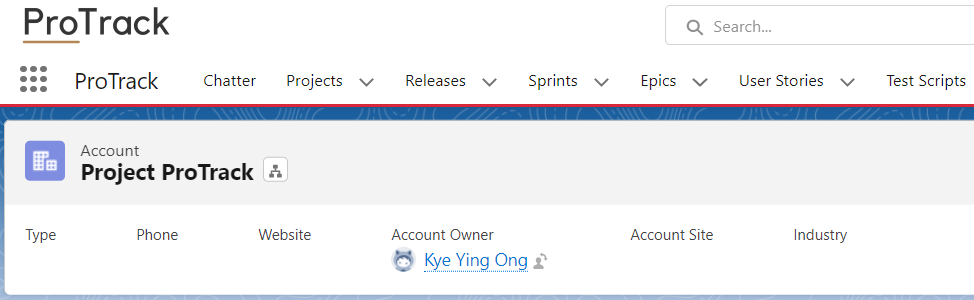 ProTrack
Search...
ProTrack Chatter Projects Releases Sprints Epics User Stories Test Scripts
Account
Project ProTrack
Type Phone Website Account Owner Account Site Industry
Kye Ying Ong